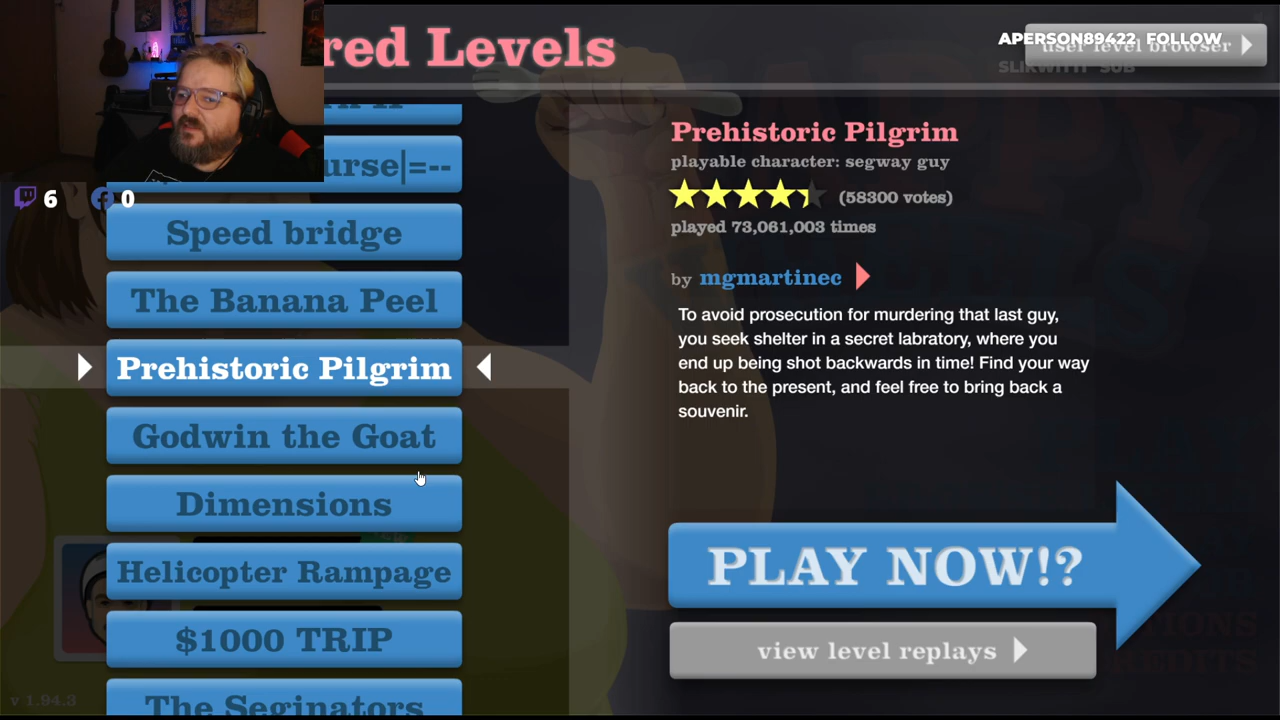 red Levels
APERSON89422 FOLLOW
user level browser
SLIKWITIT SUB
urse|=--
6
0
Speed bridge
The Banana Peel
Prehistoric Pilgrim
Godwin the Goat
Dimensions
Helicopter Rampage
$1000 TRIP
The Seginators
v 1.94.3
Prehistoric Pilgrim
playable character: segway guy
(58300 votes)
played 73,061,003 times
by mgmartinec
To avoid prosecution for murdering that last guy,
you seek shelter in a secret labratory, where you
end up being shot backwards in time! Find your way
back to the present, and feel free to bring back a
souvenir.
PLAY NOW!?
view level replays